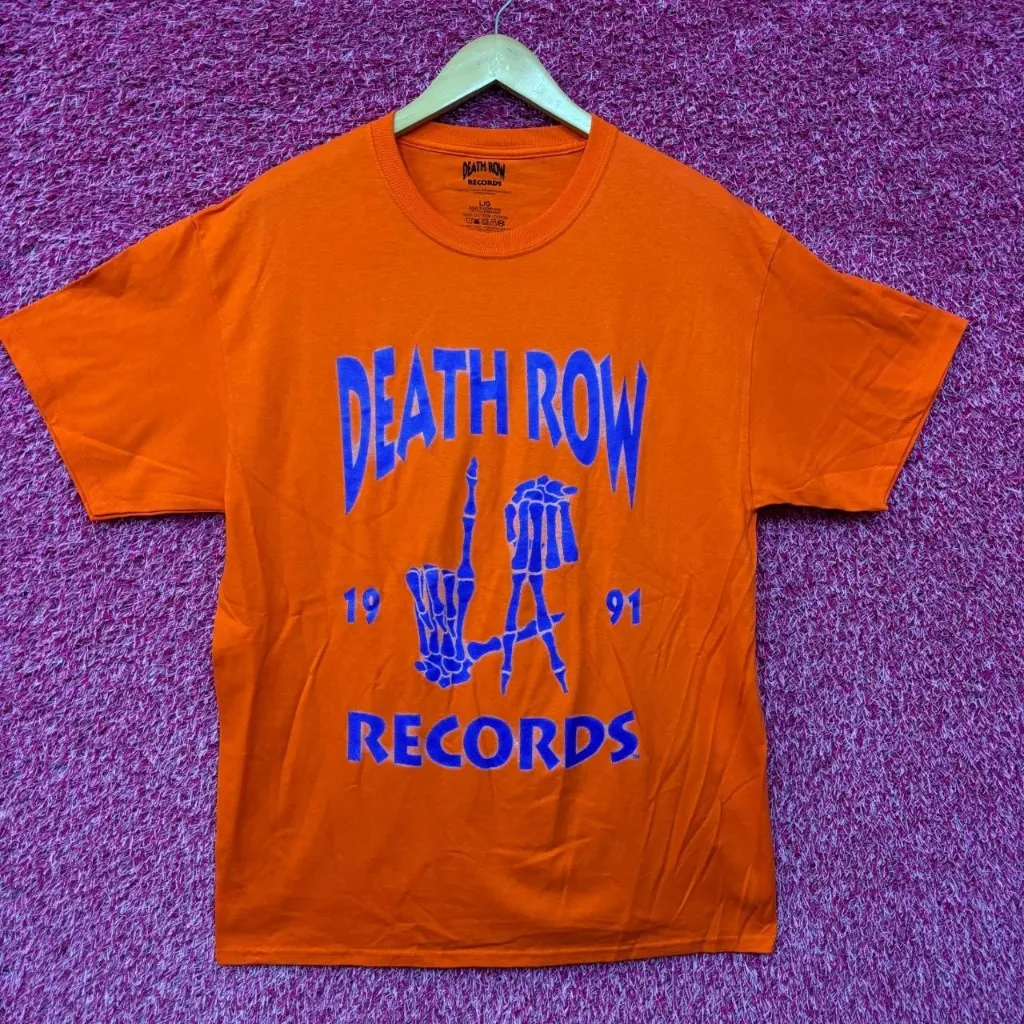 DEATH ROW
RECORDS
L/G
DEATH ROW
19 91
RECORDS